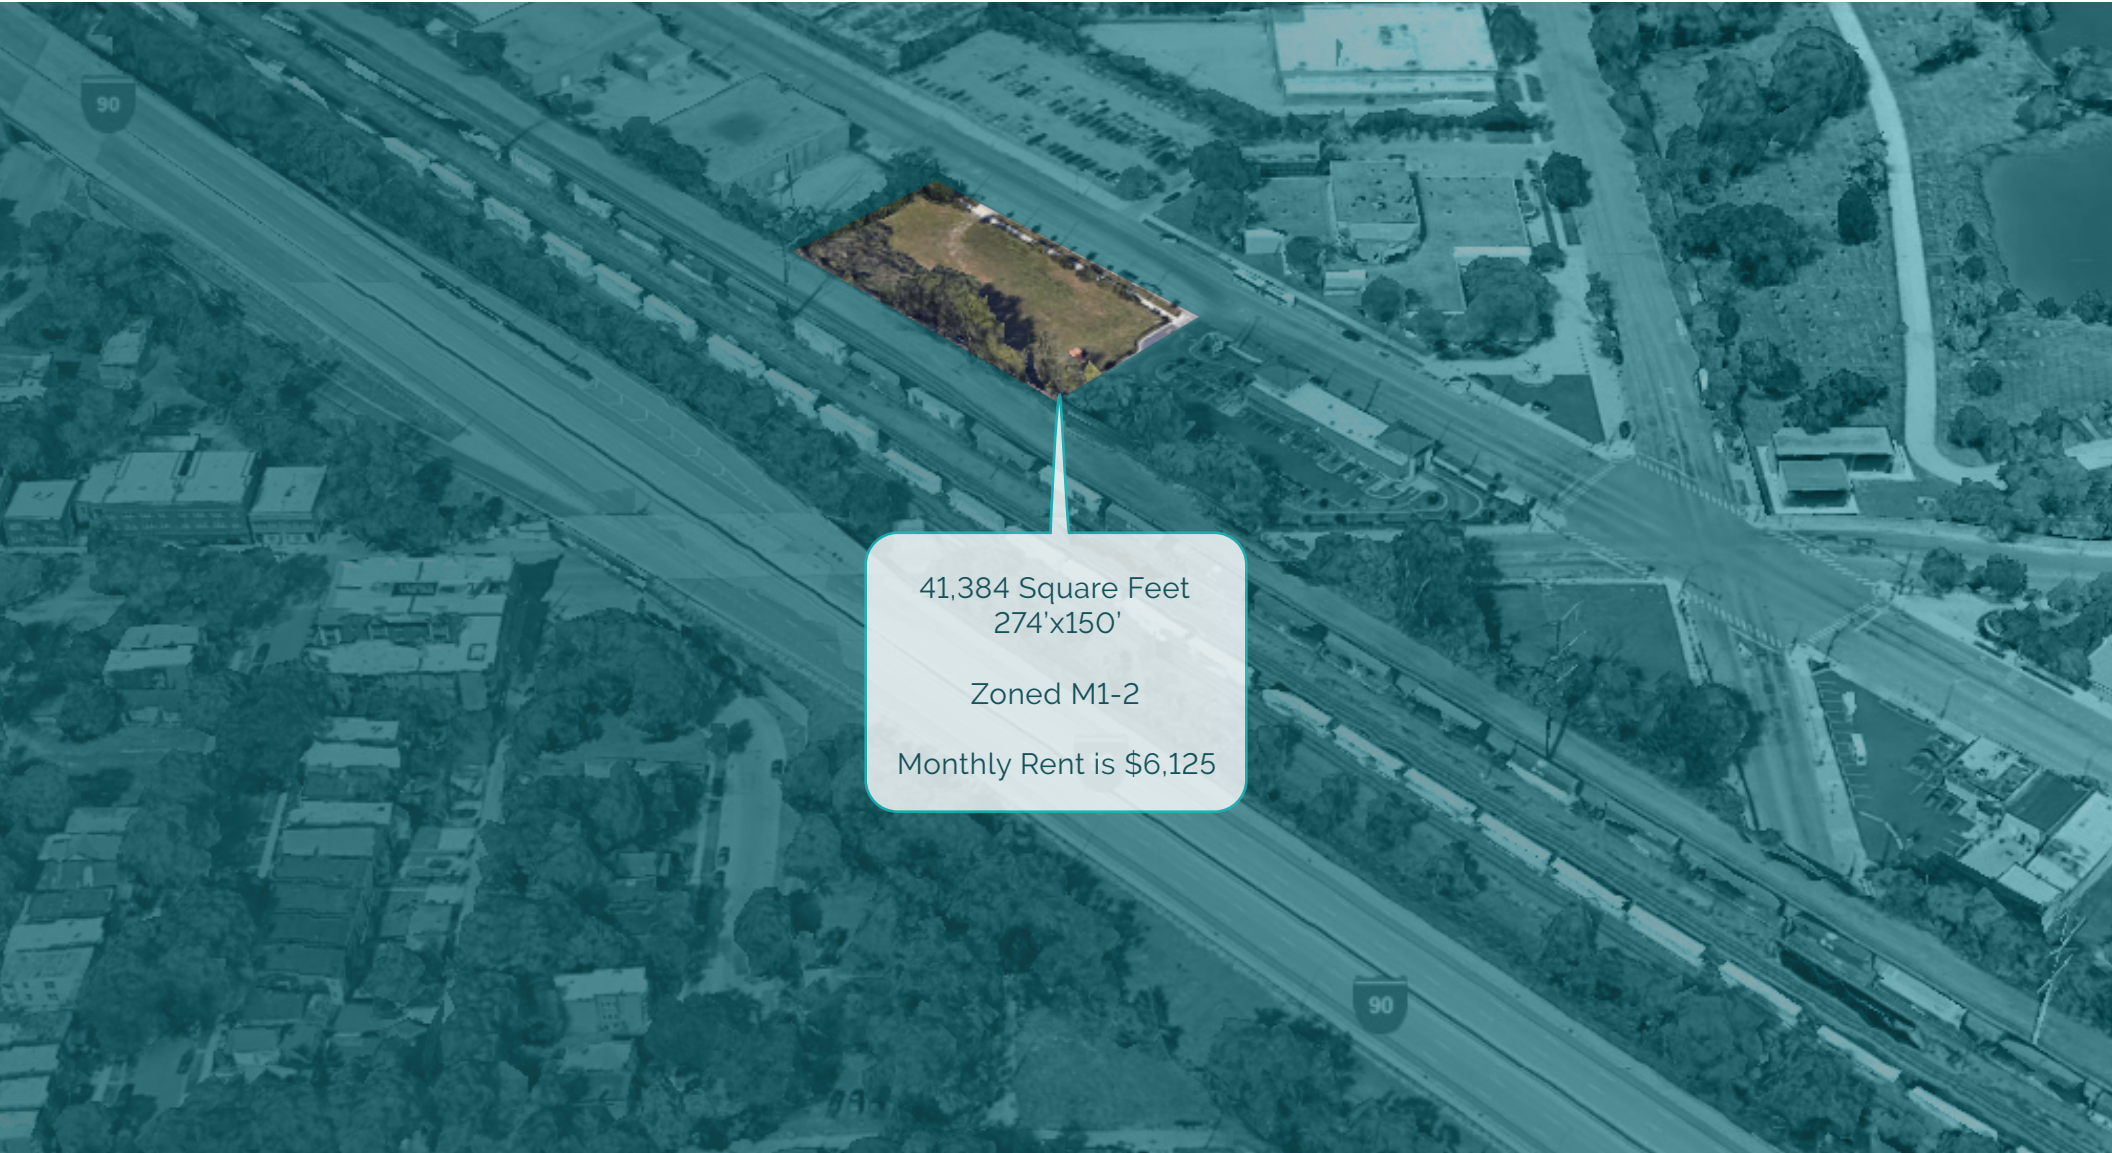 90
41,384 Square Feet
274’x150’
Zoned M1-2
Monthly Rent is $6,125
90